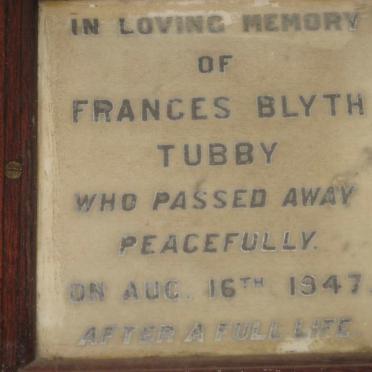 IN LOVING MEMORY
OF
FRANCES BLYTH
TUBBY
WHO PASSED AWAY
PEACEFULLY.
ON AUG. 16TH 1947.
AFTER A FULL LIFE